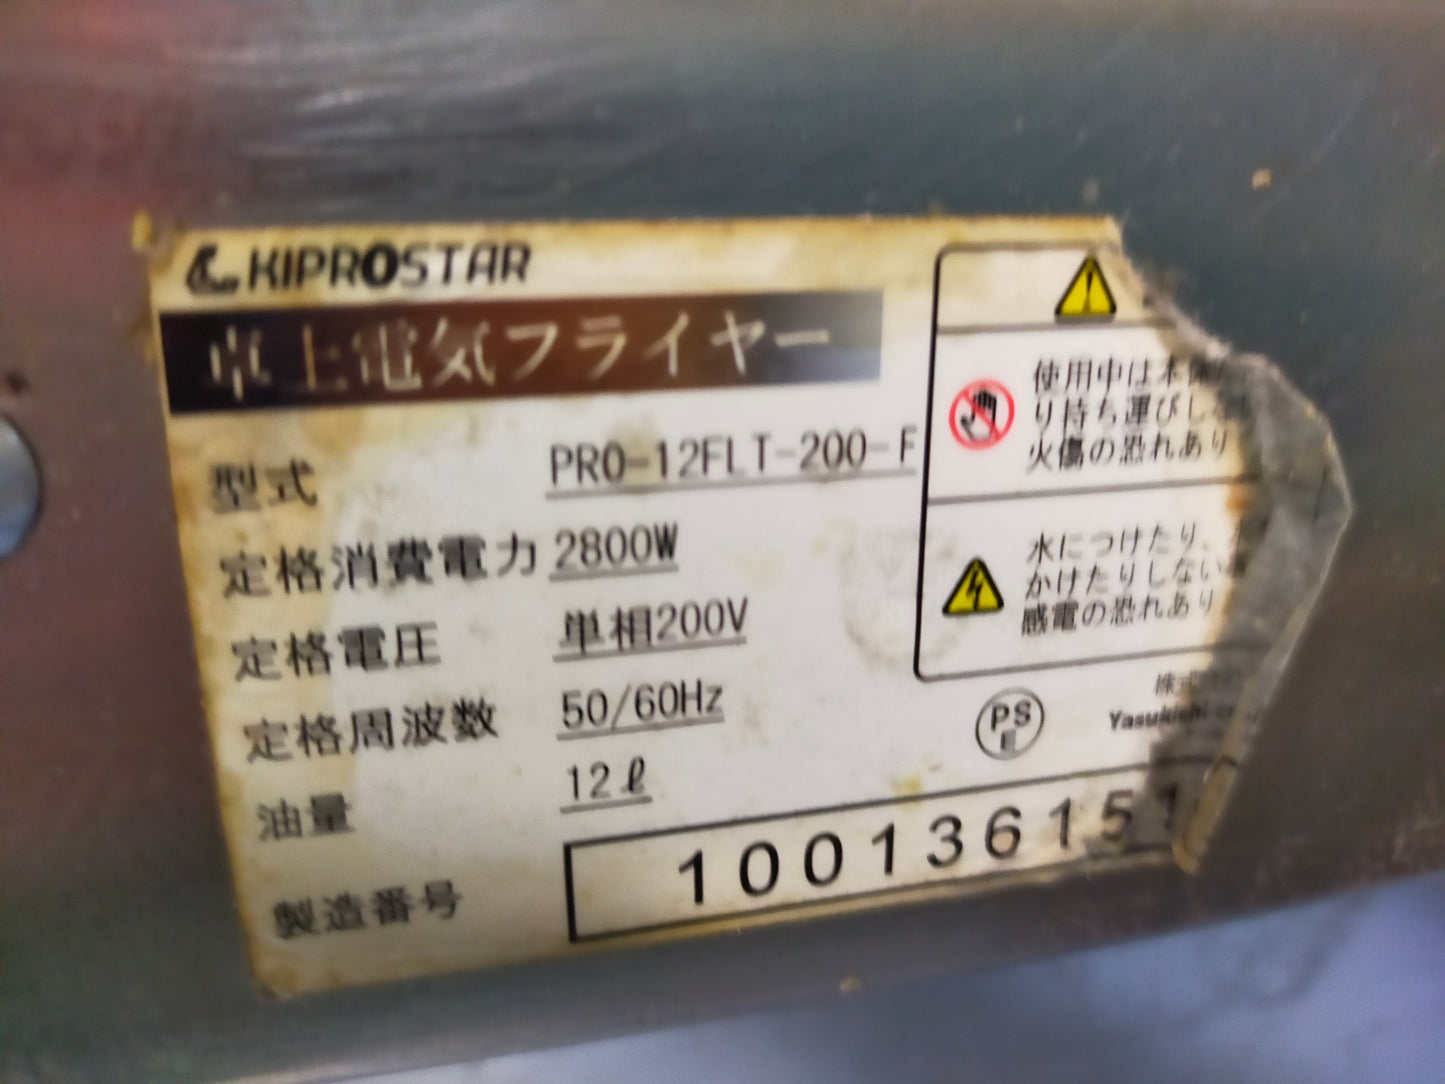 KIPROSTAR
卓上電気フライヤー
型式 PRO-12FLT-200-F
定格消費電力 2800W
定格電圧 単相200V
定格周波数 50/60Hz
油量 12ℓ
製造番号 100136151
使用中は本
り持ち運びし
火傷の恐れあり
水につけたり、
かけたりしない
感電の恐れあり
PS
E
株式
Yasukichi